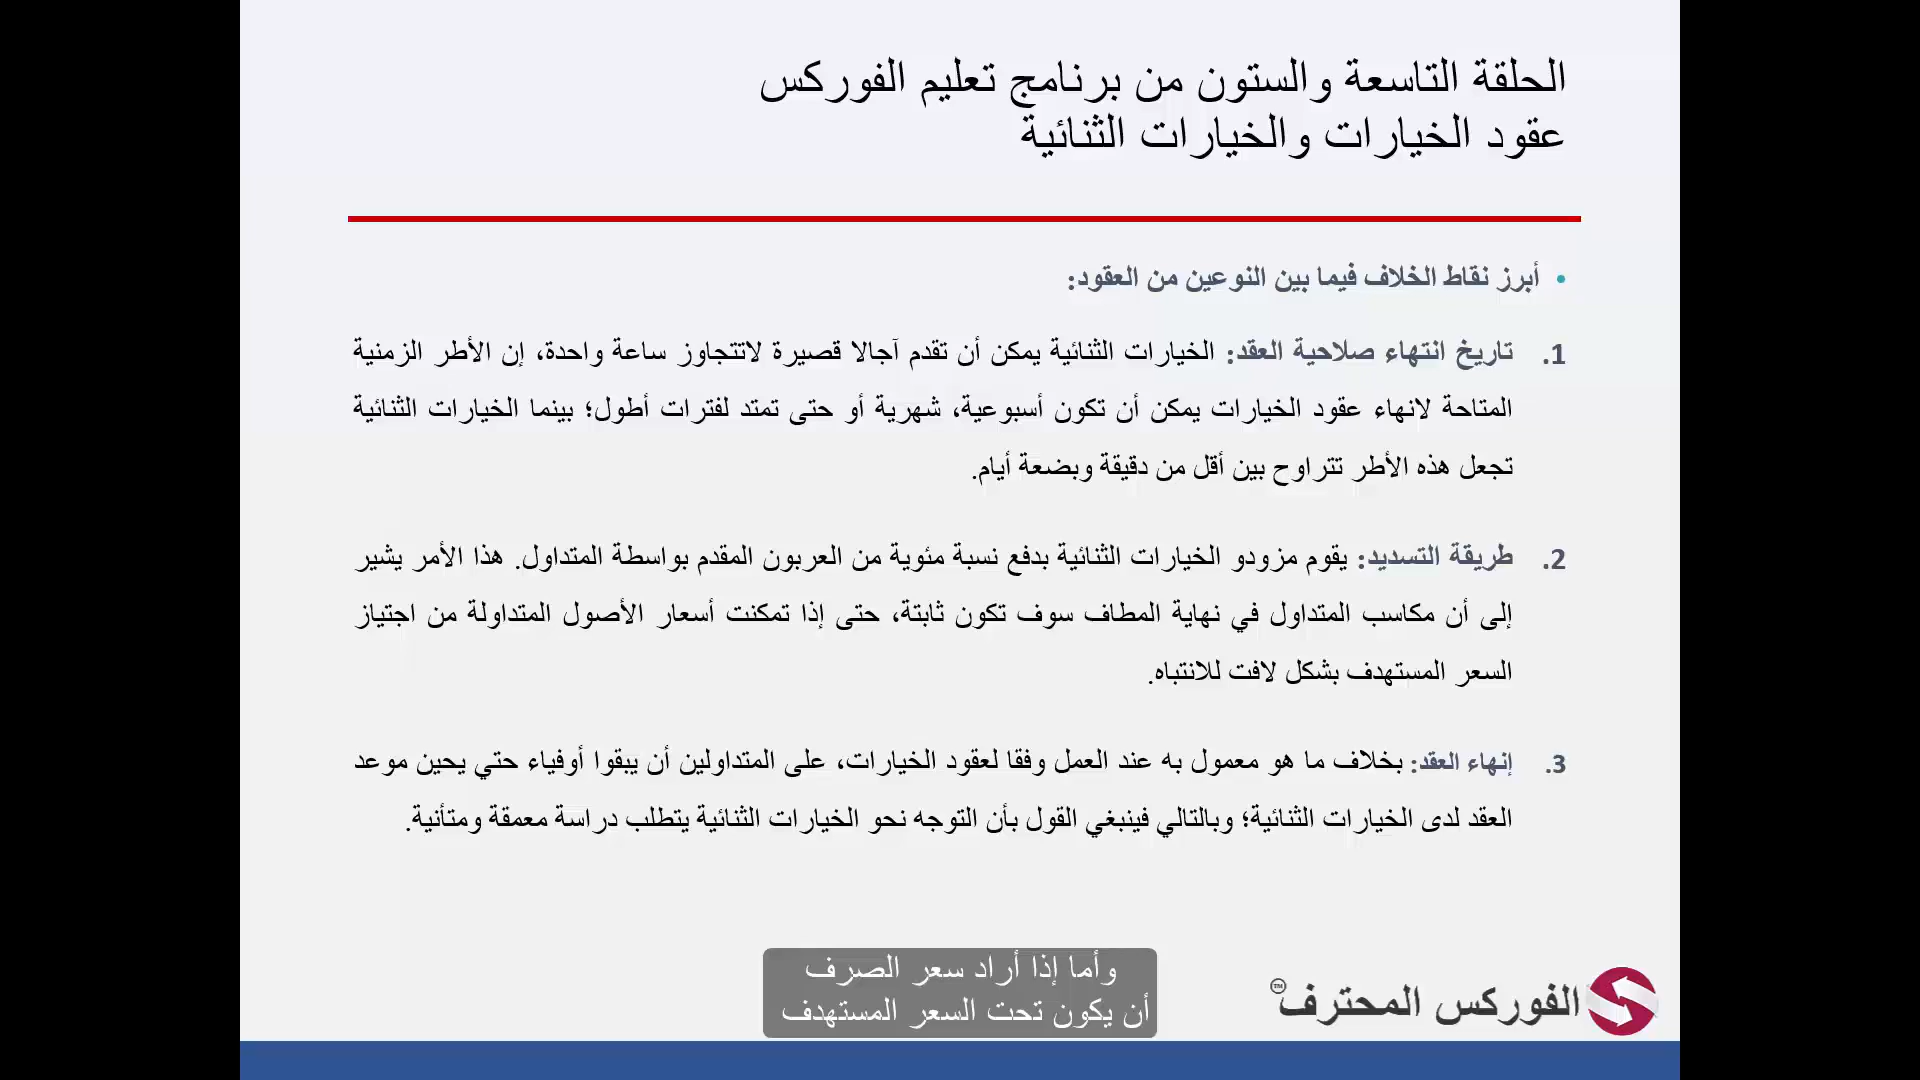 الحلقة التاسعة والستون من برنامج تعليم الفوركس
عقود الخيارات والخيارات الثنائية
• أبرز نقاط الخلاف فيما بين النوعين من العقود:
1. تاريخ انتهاء صلاحية العقد: الخيارات الثنائية يمكن أن تقدم آجالا قصيرة لاتتجاوز ساعة واحدة، إن الأطر الزمنية
المتاحة لانهاء عقود الخيارات يمكن أن تكون أسبوعية، شهرية أو حتى تمتد لفترات أطول؛ بينما الخيارات الثنائية
تجعل هذه الأطر تتراوح بين أقل من دقيقة وبضعة أيام.
2. طريقة التسديد: يقوم مزودو الخيارات الثنائية بدفع نسبة مئوية من العربون المقدم بواسطة المتداول. هذا الأمر يشير
إلى أن مكاسب المتداول في نهاية المطاف سوف تكون ثابتة، حتى إذا تمكنت أسعار الأصول المتداولة من اجتياز
السعر المستهدف بشكل لافت للانتباه.
3. إنهاء العقد: بخلاف ما هو معمول به عند العمل وفقا لعقود الخيارات، على المتداولين أن يبقوا أوفياء حتي يحين موعد
العقد لدى الخيارات الثنائية؛ وبالتالي فينبغي القول بأن التوجه نحو الخيارات الثنائية يتطلب دراسة معمقة ومتأنية.
وأما إذا أراد سعر الصرف
أن يكون تحت السعر المستهدف
الفوركس المحترف TM